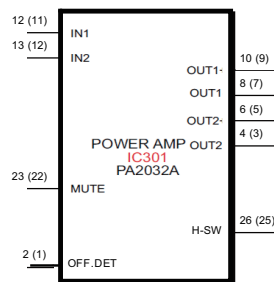 12 (11)
IN1
13 (12)
IN2
10 (9)
OUT1-
8 (7)
OUT1
6 (5)
OUT2-
4 (3)
POWER AMP OUT2
IC301
PA2032A
23 (22)
MUTE
26 (25)
H-SW
2 (1)
OFF.DET